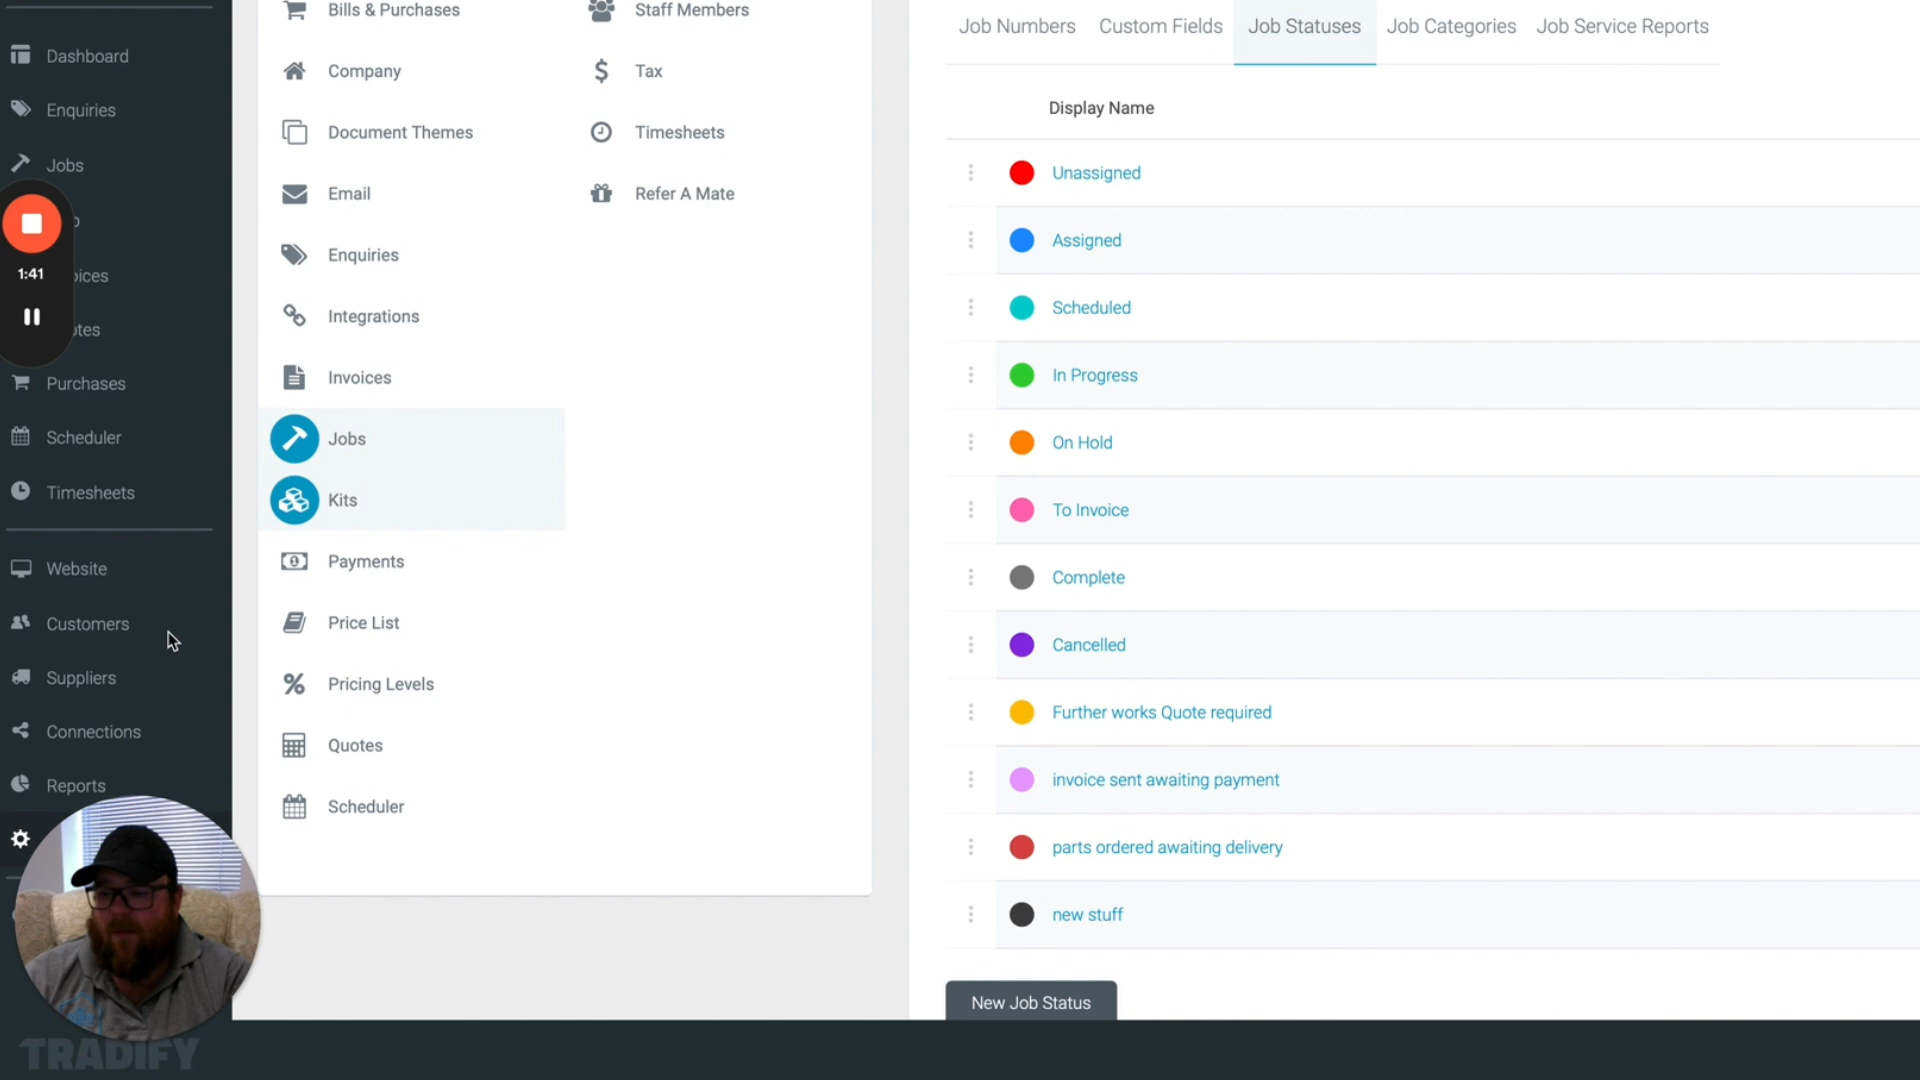 Dashboard
Enquiries
Jobs
1:41
oices
otes
Purchases
Scheduler
Timesheets
Website
Customers
Suppliers
Connections
Reports
TRADIFY
Bills & Purchases
Company
Document Themes
Email
Enquiries
Integrations
Invoices
Jobs
Kits
Payments
Price List
Pricing Levels
Quotes
Scheduler
Staff Members
Tax
Timesheets
Refer A Mate
Job Numbers Custom Fields Job Statuses Job Categories Job Service Reports
Display Name
Unassigned
Assigned
Scheduled
In Progress
On Hold
To Invoice
Complete
Cancelled
Further works Quote required
invoice sent awaiting payment
parts ordered awaiting delivery
new stuff
New Job Status